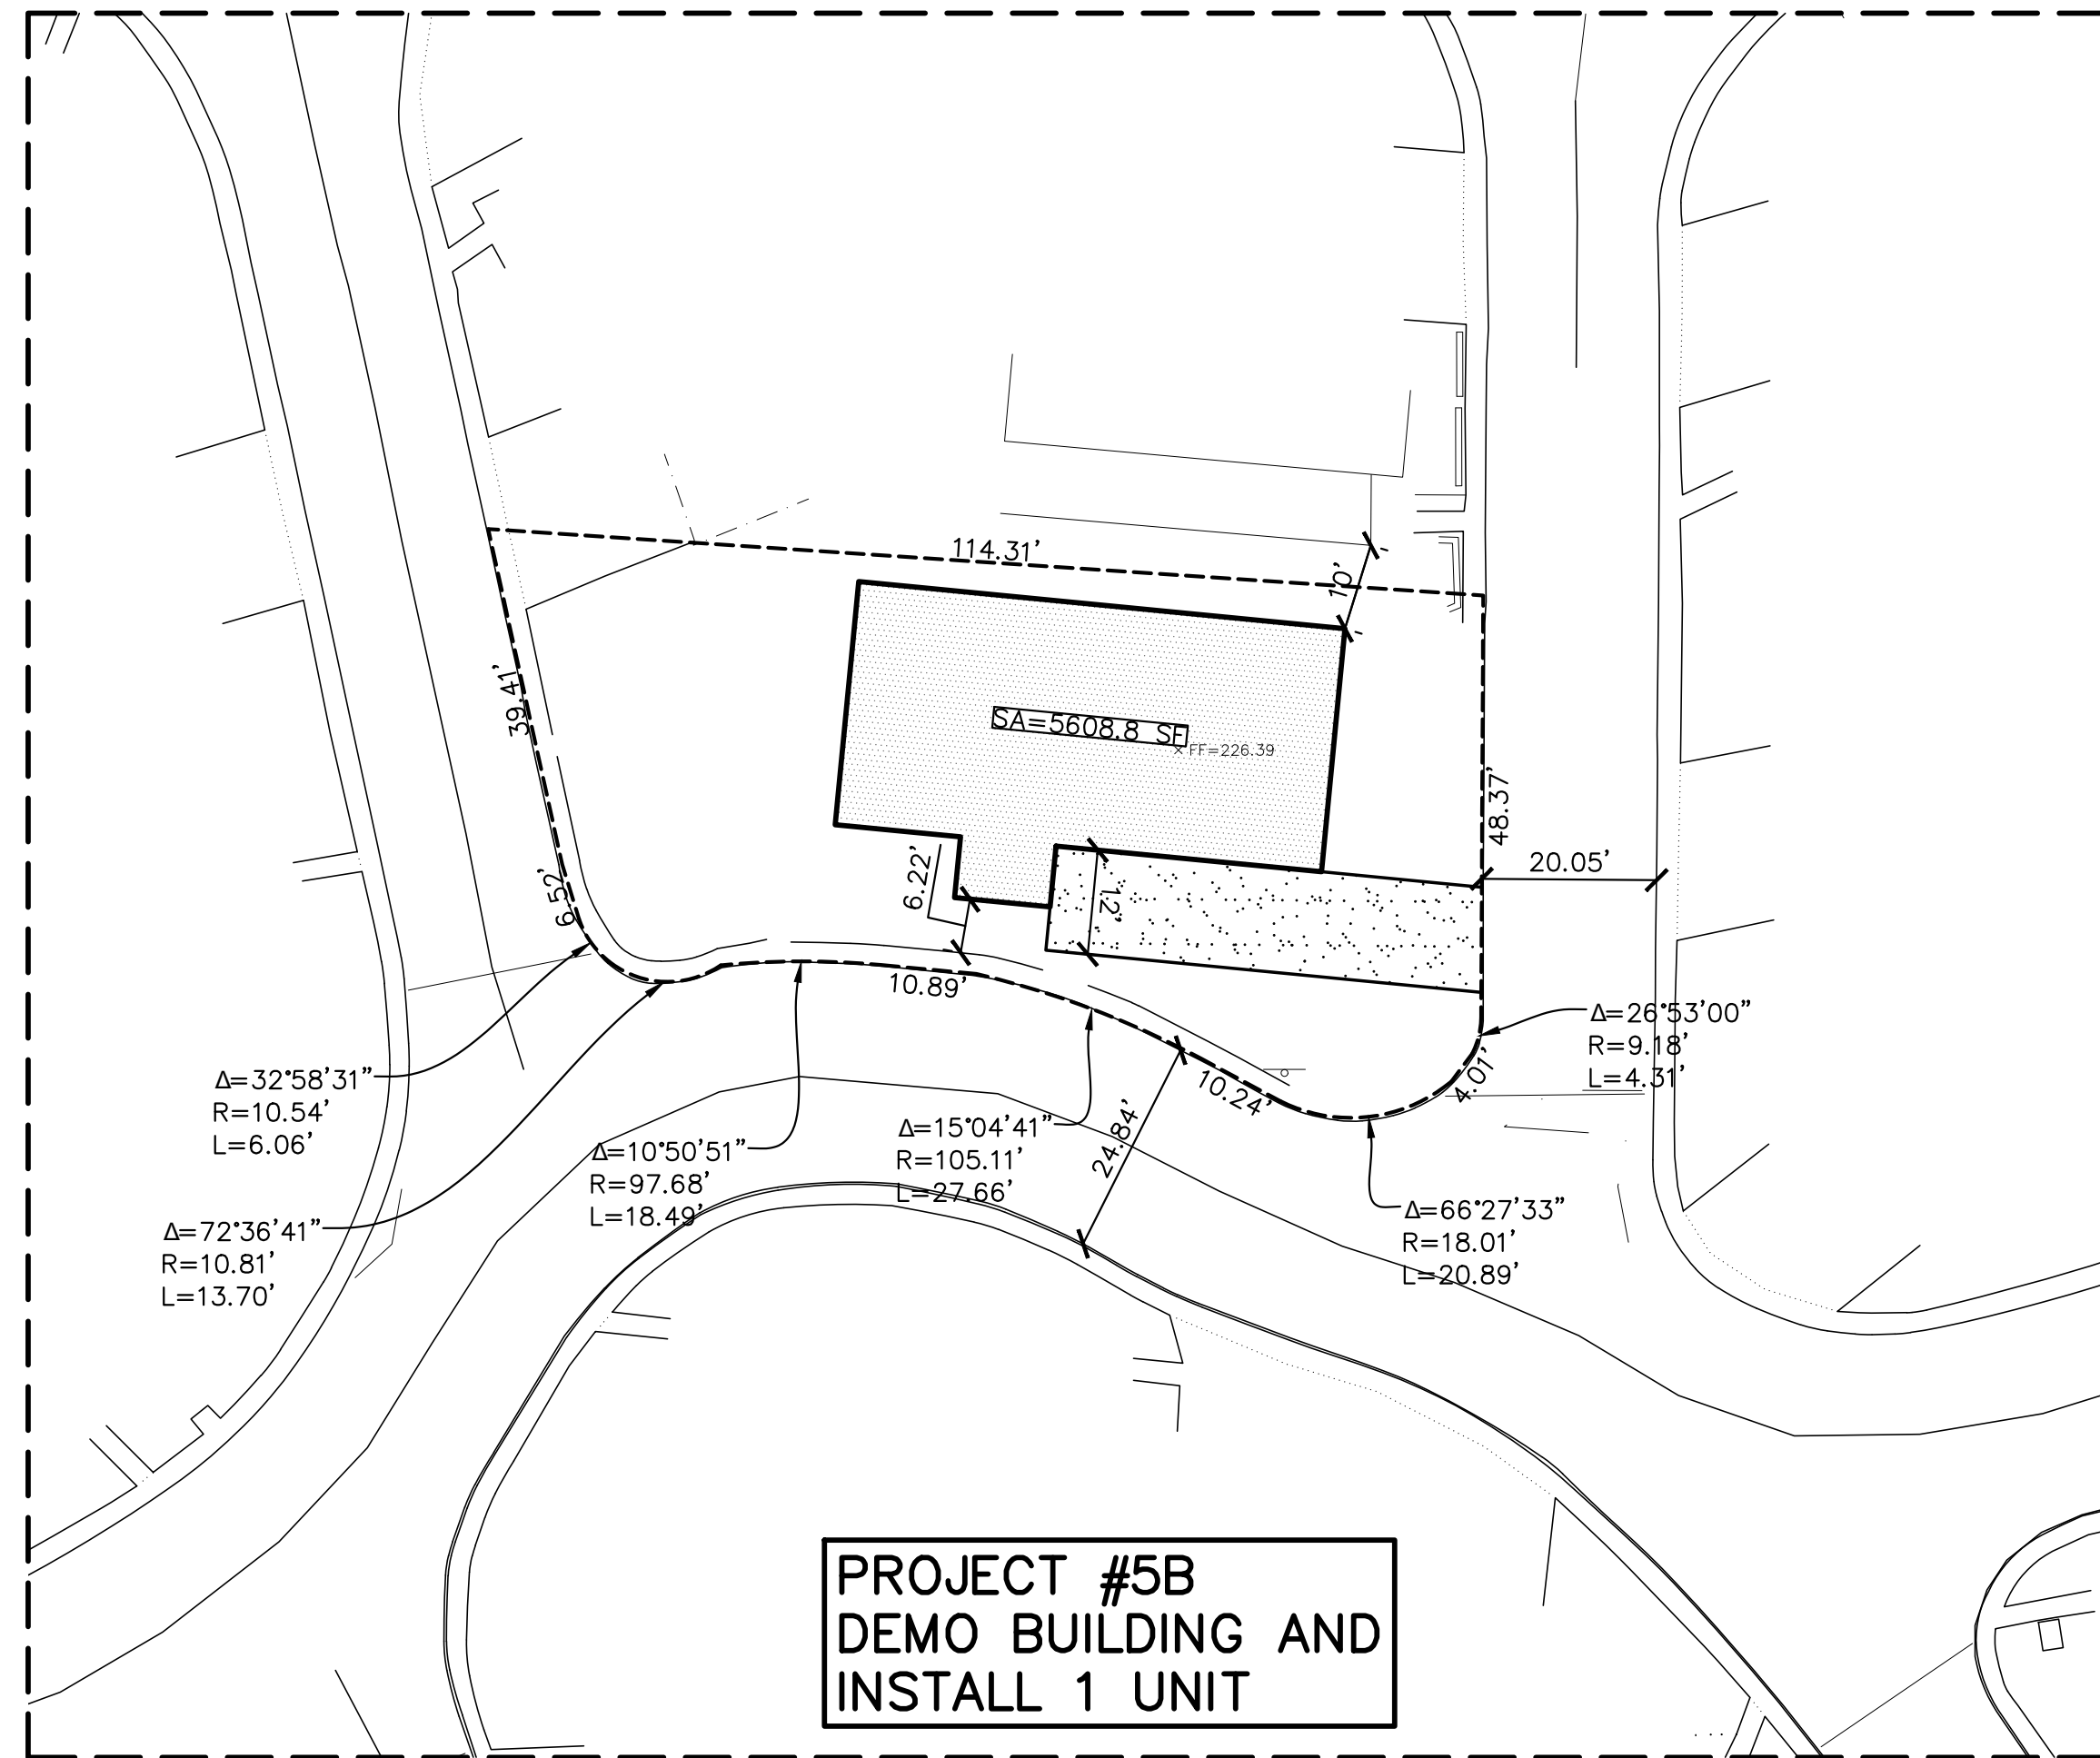 114.31'
10'
39.41'
SA=5608.8 SF
FF=226.39
48.37'
20.05'
6.22'
12'
6.52'
10.89'
Δ=26°53'00"
R=9.18'
L=4.31'
4.01'
10.24'
24.84'
Δ=32°58'31"
R=10.54'
L=6.06'
Δ=15°04'41"
R=105.11'
L=27.66'
Δ=10°50'51"
R=97.68'
L=18.49'
Δ=66°27'33"
R=18.01'
L=20.89'
Δ=72°36'41"
R=10.81'
L=13.70'
PROJECT #5B
DEMO BUILDING AND
INSTALL 1 UNIT